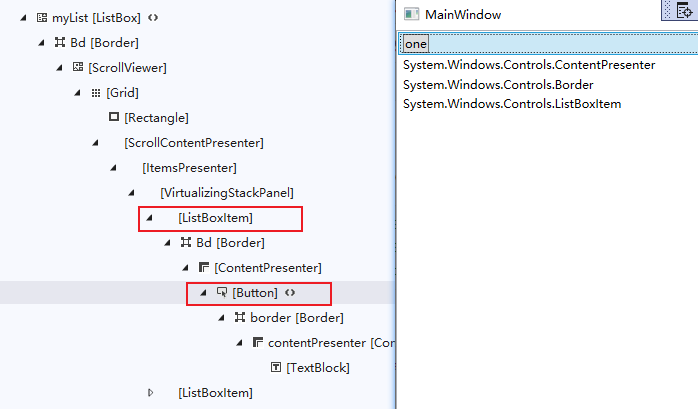 myList [ListBox]
Bd [Border]
[ScrollViewer]
[Grid]
[Rectangle]
[ScrollContentPresenter]
[ItemsPresenter]
[VirtualizingStackPanel]
[ListBoxItem]
Bd [Border]
[ContentPresenter]
[Button]
border [Border]
contentPresenter [Con
[TextBlock]
[ListBoxItem]
MainWindow
one
System.Windows.Controls.ContentPresenter
System.Windows.Controls.Border
System.Windows.Controls.ListBoxItem